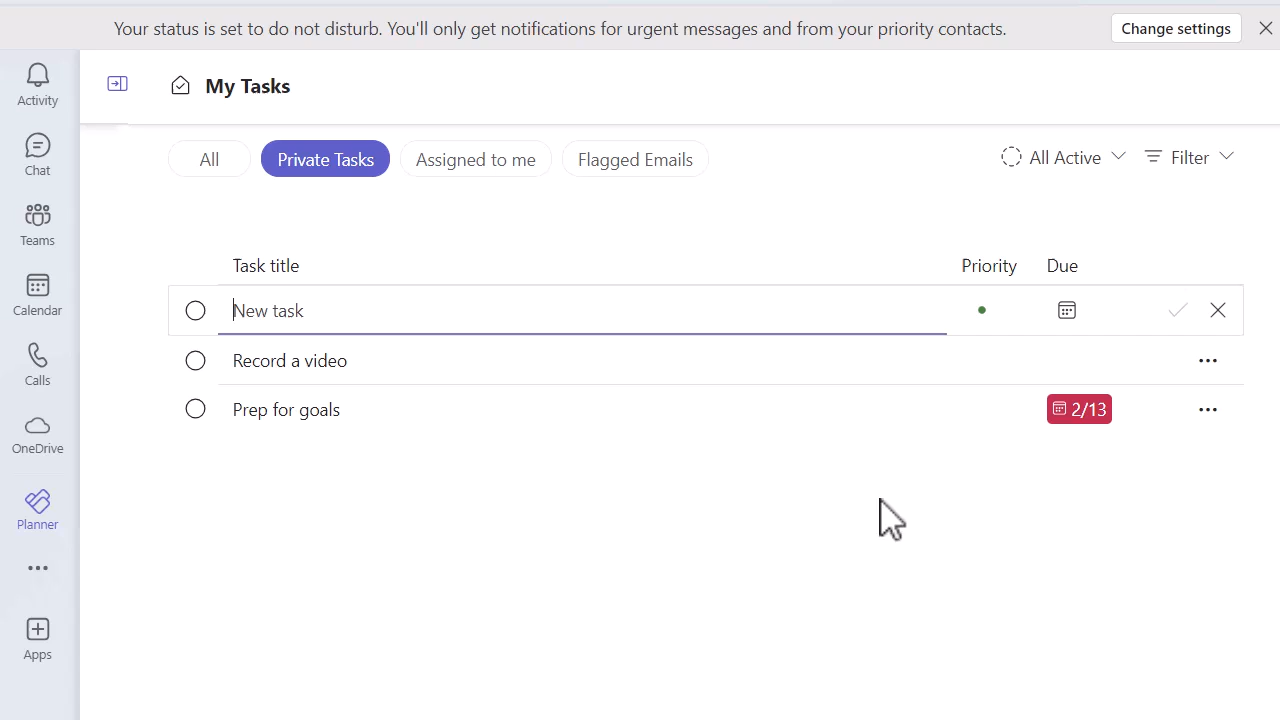 Your status is set to do not disturb. You'll only get notifications for urgent messages and from your priority contacts.
Change settings
Activity
Chat
Teams
Calendar
Calls
OneDrive
Planner
Apps
My Tasks
All
Private Tasks
Assigned to me
Flagged Emails
All Active
Filter
Task title
Priority
Due
New task
Record a video
Prep for goals
2/13